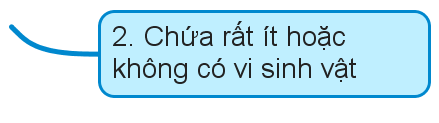 2. Chứa rất ít hoặc
không có vi sinh vật